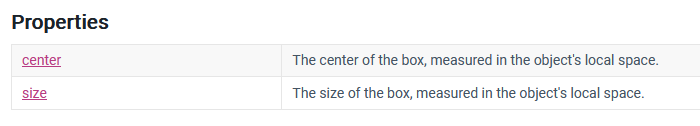 Properties
center The center of the box, measured in the object's local space.
size The size of the box, measured in the object's local space.